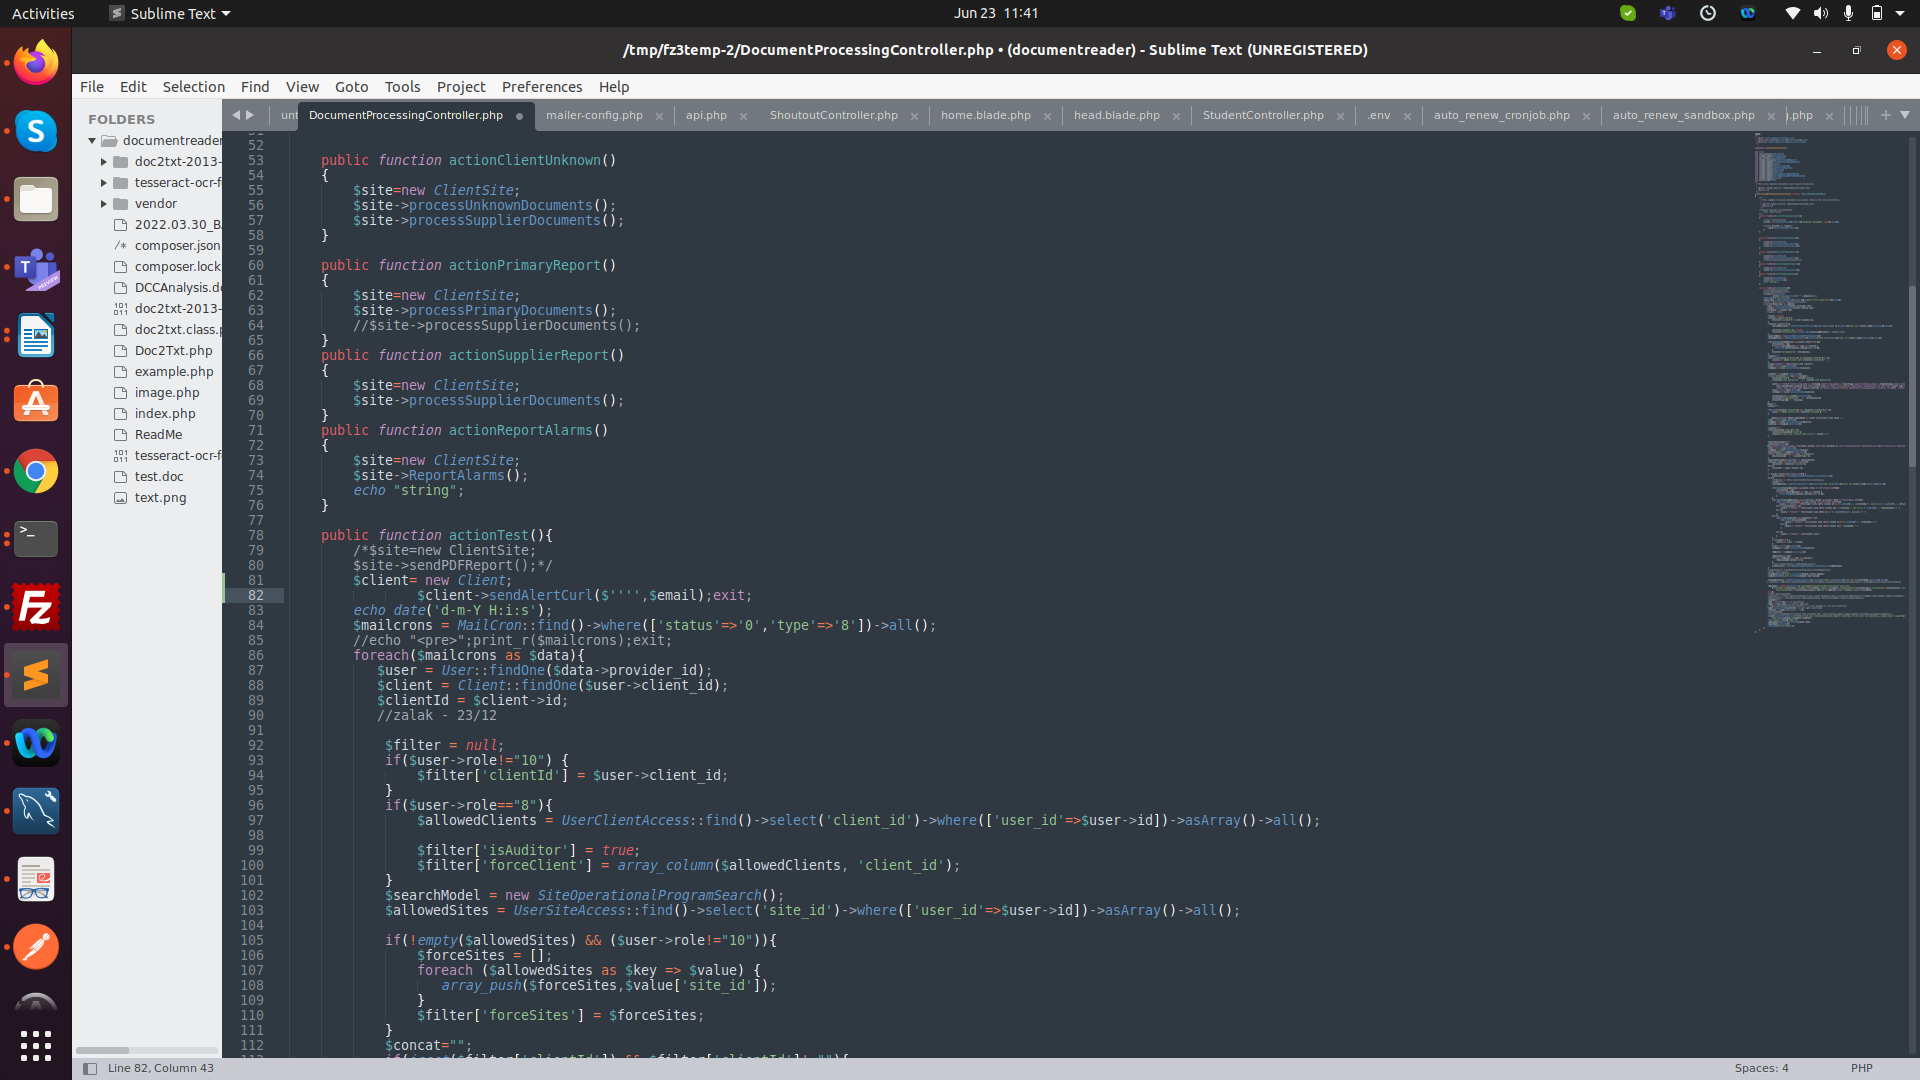 Activities
Sublime Text
Jun 23 11:41
/tmp/fz3temp-2/DocumentProcessingController.php • (documentreader) - Sublime Text (UNREGISTERED)
File Edit Selection Find View Goto Tools Project Preferences Help
FOLDERS
documentreader
doc2txt-2013-
tesseract-ocr-f
vendor
2022.03.30_B
composer.json
composer.lock
DCCAnalysis.d
doc2txt-2013-
doc2txt.class.p
Doc2Txt.php
example.php
image.php
index.php
ReadMe
tesseract-ocr-f
test.doc
text.png
unt DocumentProcessingController.php mailer-config.php api.php ShoutoutController.php home.blade.php head.blade.php StudentController.php .env auto_renew_cronjob.php auto_renew_sandbox.php .php
52
53 public function actionClientUnknown()
54 {
55 $site=new ClientSite;
56 $site->processUnknownDocuments();
57 $site->processSupplierDocuments();
58 }
59
60 public function actionPrimaryReport()
61 {
62 $site=new ClientSite;
63 $site->processPrimaryDocuments();
64 //$site->processSupplierDocuments();
65 }
66 public function actionSupplierReport()
67 {
68 $site=new ClientSite;
69 $site->processSupplierDocuments();
70 }
71 public function actionReportAlarms()
72 {
73 $site=new ClientSite;
74 $site->ReportAlarms();
75 echo "string";
76 }
77
78 public function actionTest(){
79 /*$site=new ClientSite;
80 $site->sendPDFReport();*/
81 $client= new Client;
82 $client->sendAlertCurl($'''',$email);exit;
83 echo date('d-m-Y H:i:s');
84 $mailcrons = MailCron::find()->where(['status'=>'0','type'=>'8'])->all();
85 //echo "<pre>";print_r($mailcrons);exit;
86 foreach($mailcrons as $data){
87 $user = User::findOne($data->provider_id);
88 $client = Client::findOne($user->client_id);
89 $clientId = $client->id;
90 //zalak - 23/12
91
92 $filter = null;
93 if($user->role!="10") {
94 $filter['clientId'] = $user->client_id;
95 }
96 if($user->role=="8"){
97 $allowedClients = UserClientAccess::find()->select('client_id')->where(['user_id'=>$user->id])->asArray()->all();
98
99 $filter['isAuditor'] = true;
100 $filter['forceClient'] = array_column($allowedClients, 'client_id');
101 }
102 $searchModel = new SiteOperationalProgramSearch();
103 $allowedSites = UserSiteAccess::find()->select('site_id')->where(['user_id'=>$user->id])->asArray()->all();
104
105 if(!empty($allowedSites) && ($user->role!="10")){
106 $forceSites = [];
107 foreach ($allowedSites as $key => $value) {
108 array_push($forceSites,$value['site_id']);
109 }
110 $filter['forceSites'] = $forceSites;
111 }
112 $concat="";
Line 82, Column 43
Spaces: 4
PHP